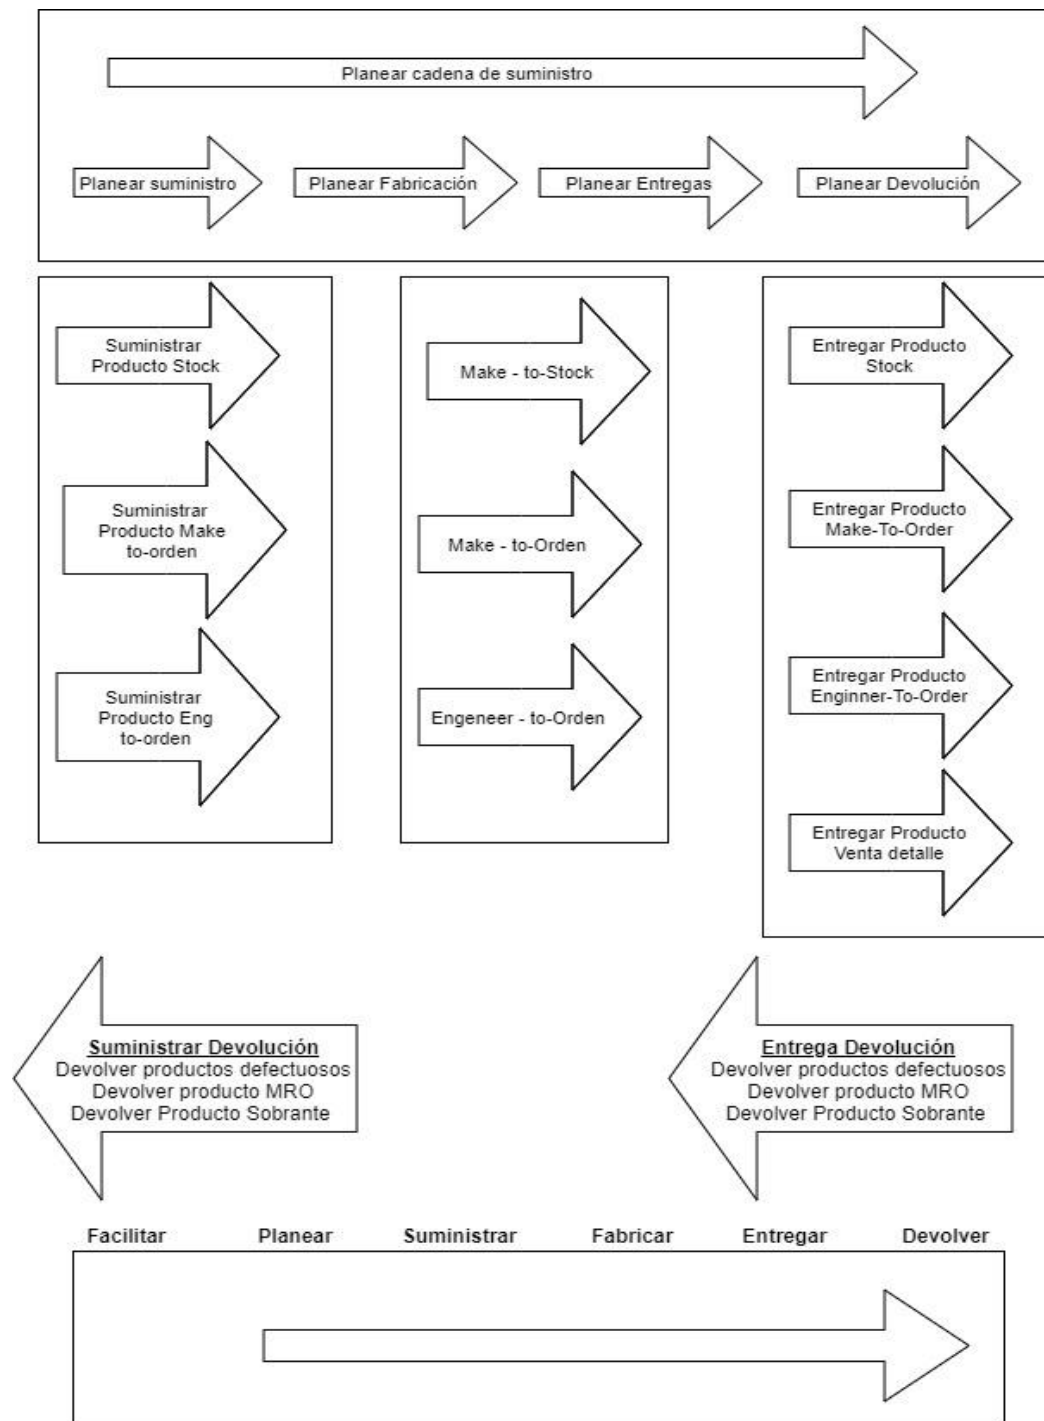 Planear cadena de suministro
Planear suministro
Planear Fabricación
Planear Entregas
Planear Devolución
Suministrar
Producto Stock
Suministrar
Producto Make
to-orden
Suministrar
Producto Eng
to-orden
Make - to-Stock
Make - to-Orden
Engeneer - to-Orden
Entregar Producto
Stock
Entregar Producto
Make-To-Order
Entregar Producto
Enginner-To-Order
Entregar Producto
Venta detalle
Suministrar Devolución
Devolver productos defectuosos
Devolver producto MRO
Devolver Producto Sobrante
Entrega Devolución
Devolver productos defectuosos
Devolver producto MRO
Devolver Producto Sobrante
Facilitar Planear Suministrar Fabricar Entregar Devolver